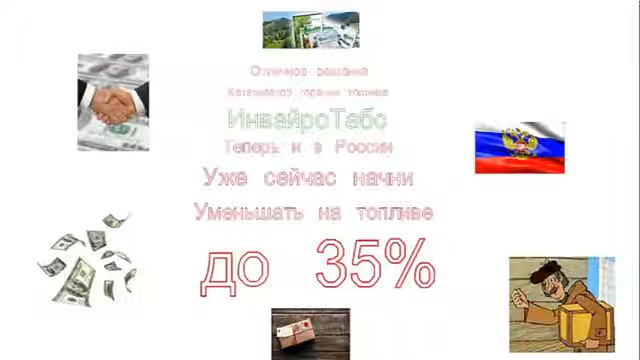 Отличное решение
Катализатор горения топлива
ИнвайроТабс
Теперь и в России
Уже сейчас начни
Уменьшать на топливе
до 35%